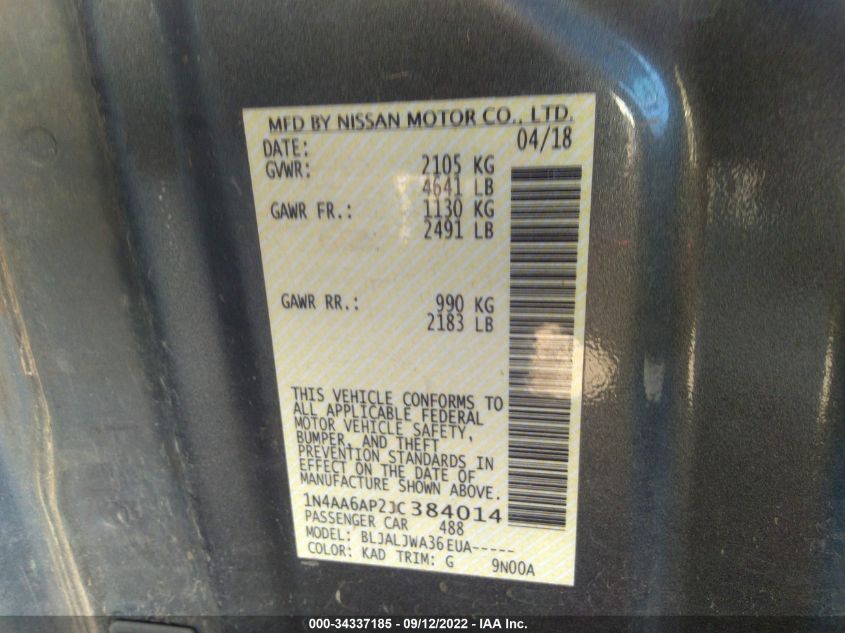 MFD BY NISSAN MOTOR CO., LTD.
DATE: 04/18
GVWR: 2105 KG
4641 LB
GAWR FR.: 1130 KG
2491 LB
GAWR RR.: 990 KG
2183 LB
THIS VEHICLE CONFORMS TO
ALL APPLICABLE FEDERAL
MOTOR VEHICLE SAFETY,
BUMPER, AND THEFT
PREVENTION STANDARDS IN
EFFECT ON THE DATE OF
MANUFACTURE SHOWN ABOVE.
1N4AA6AP2JC384014
PASSENGER CAR 488
MODEL: BLJALJWA36EUA-----
COLOR: KAD TRIM: G 9N00A
000-34337185 - 09/12/2022 - IAA Inc.